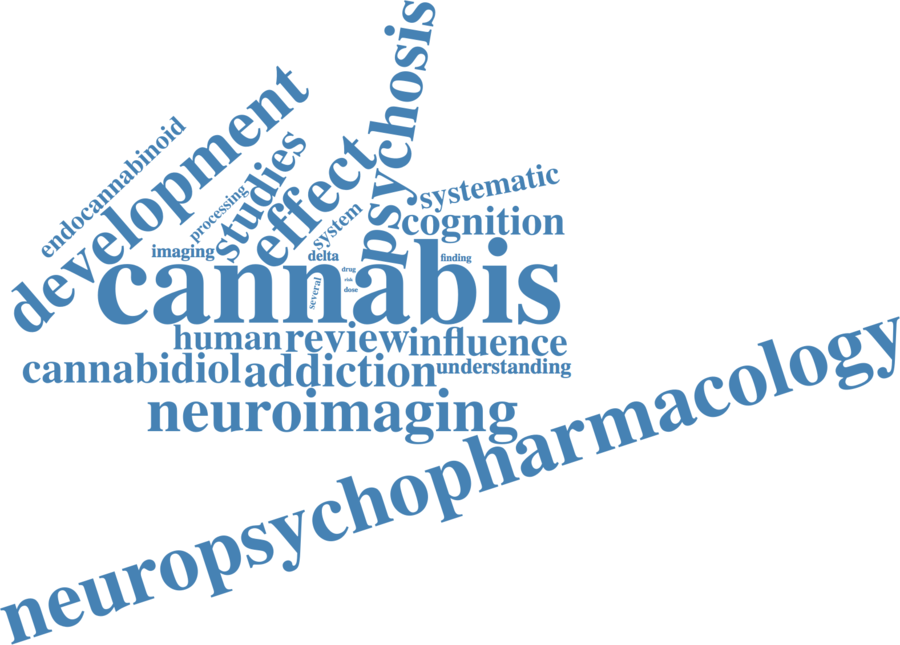 psychosis
development
endocannabinoid
studies
effect
processing
systematic
system
cognition
imaging
delta
finding
cannabis
drug
risk
several
dose
human
review
influence
cannabidiol
addiction
understanding
neuroimaging
neuropsychopharmacology